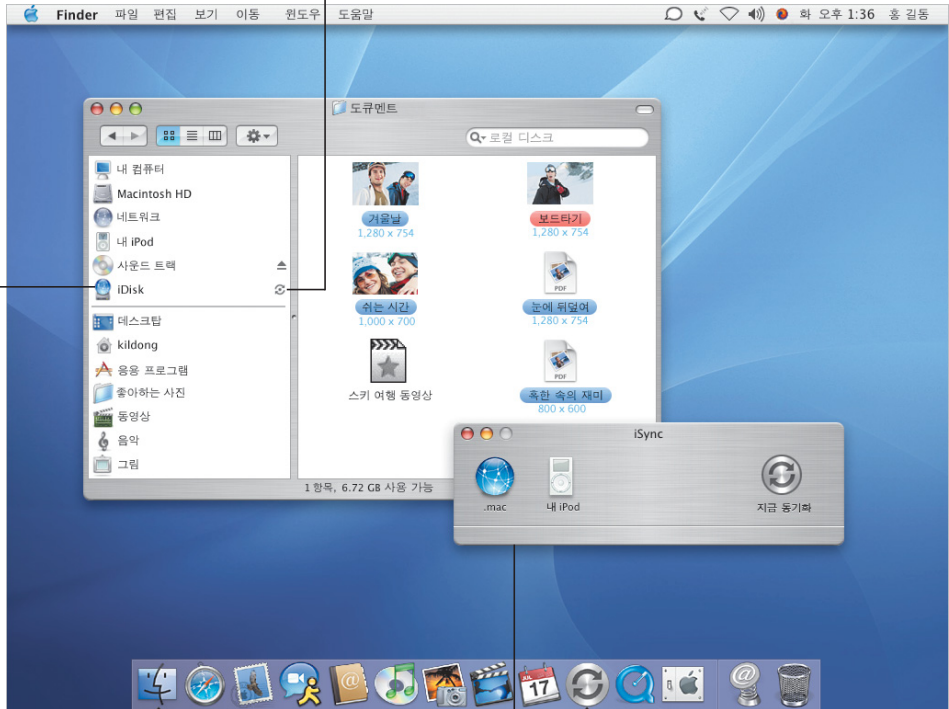 Finder 파일 편집 보기 이동 윈도우 도움말 화 오후 1:36 홍 길동
도큐멘트
로컬 디스크
내 컴퓨터
Macintosh HD
네트워크
내 iPod
사운드 트랙
iDisk
데스크탑
kildong
응용 프로그램
좋아하는 사진
동영상
음악
그림
겨울날
1,280 x 754
보드타기
1,280 x 754
쉬는 시간
1,000 x 700
PDF
눈에 뒤덮여
1,280 x 754
스키 여행 동영상
PDF
혹한 속의 재미
800 x 600
1 항목, 6.72 GB 사용 가능
iSync
.mac
내 iPod
지금 동기화
JUL
17